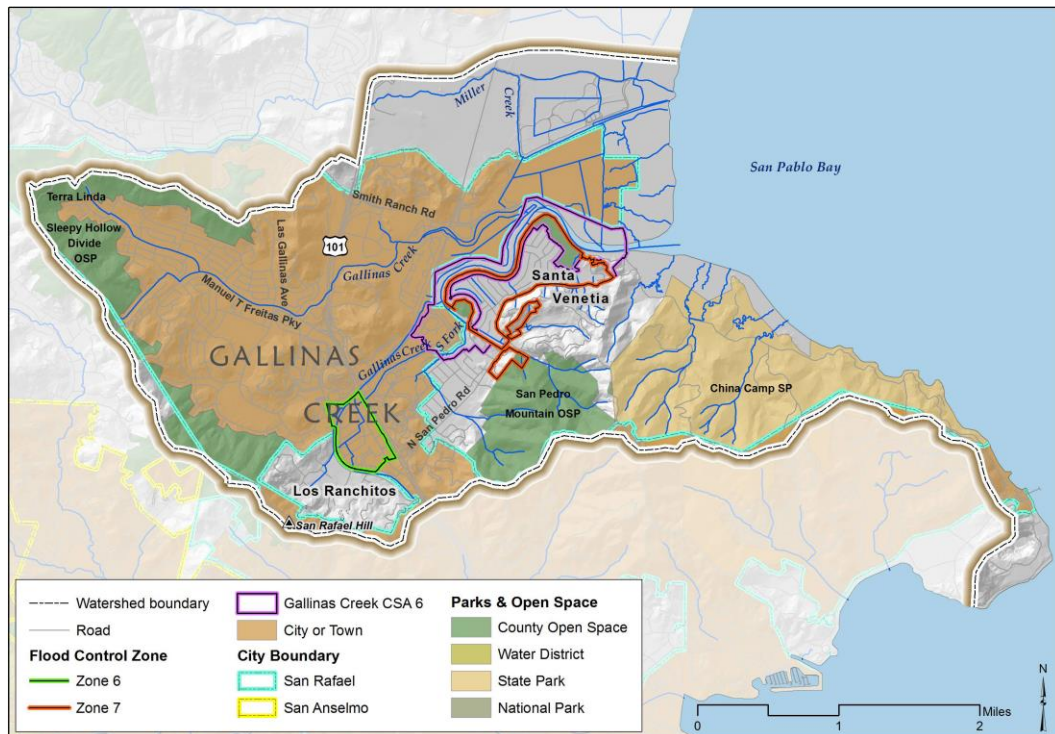 Miller
Creek
San Pablo Bay
Terra Linda
Smith Ranch Rd
Sleepy Hollow
Divide
OSP
Las Gallinas Ave
101
Gallinas Creek
Santa
Venetia
Manuel T Freitas Pky
GALLINAS
CREEK
Gallinas Creek S Fork
China Camp SP
San Pedro
Mountain OSP
N San Pedro Rd
Los Ranchitos
San Rafael Hill
Watershed boundary
Road
Flood Control Zone
Zone 6
Zone 7
Gallinas Creek CSA 6
City or Town
City Boundary
San Rafael
San Anselmo
Parks & Open Space
County Open Space
Water District
State Park
National Park
N
Miles
0 1 2